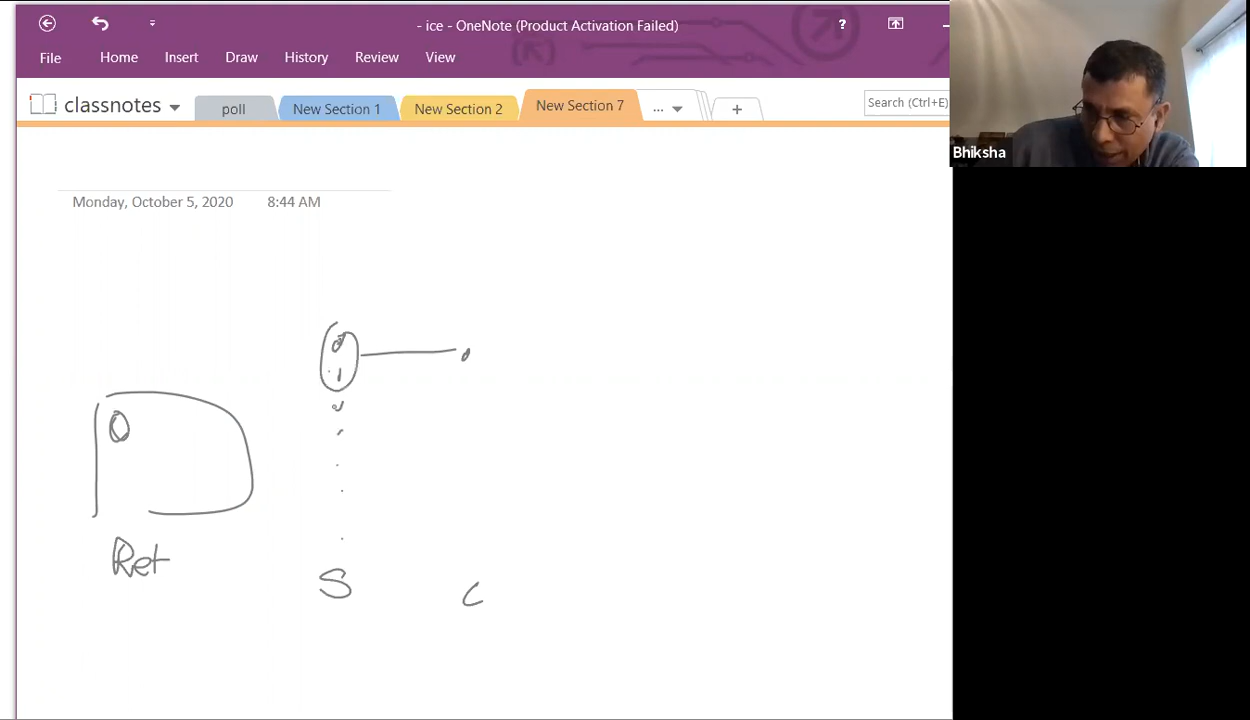 - ice - OneNote (Product Activation Failed)
?
File Home Insert Draw History Review View
classnotes poll New Section 1 New Section 2 New Section 7 ... + Search (Ctrl+E)
Bhiksha
Monday, October 5, 2020 8:44 AM
Ret
S C